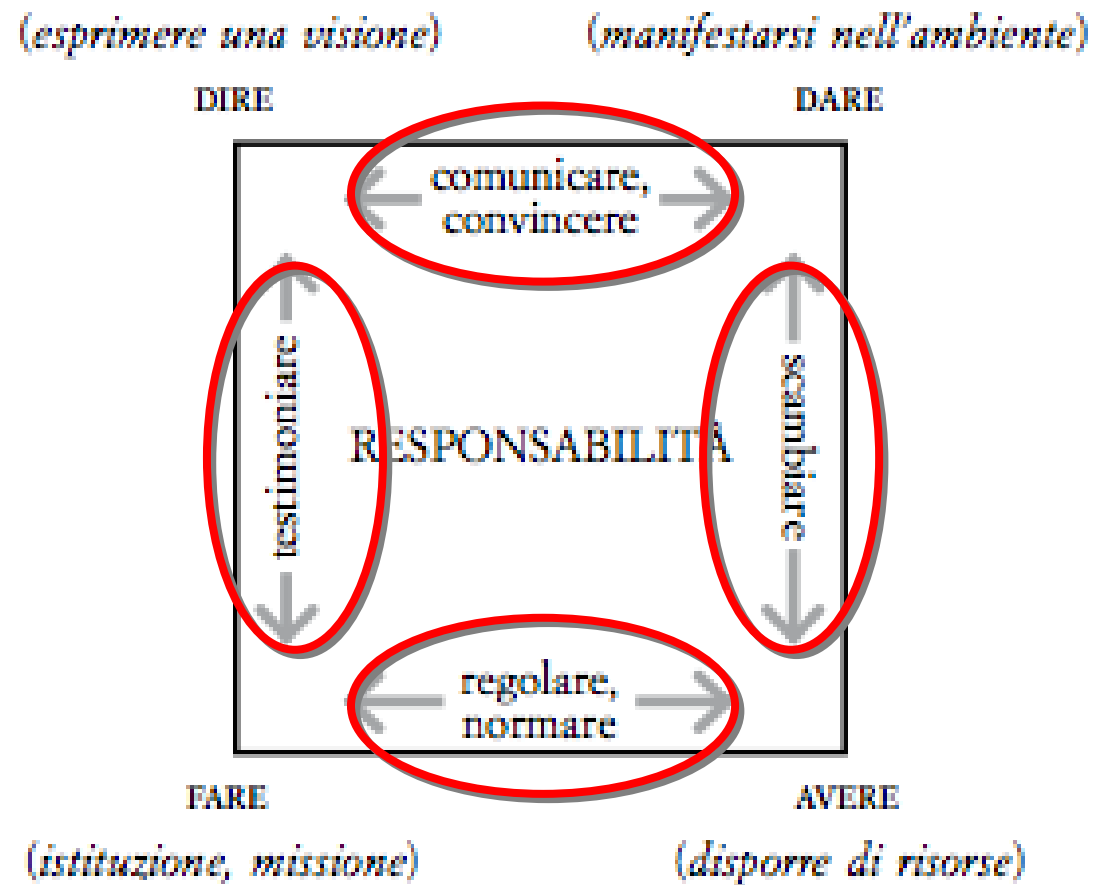 (esprimere una visione)
(manifestarsi nell'ambiente)
DIRE
DARE
comunicare,
convincere
testimoniare
RESPONSABILITÀ
scambiare
regolare,
normare
FARE
AVERE
(istituzione, missione)
(disporre di risorse)